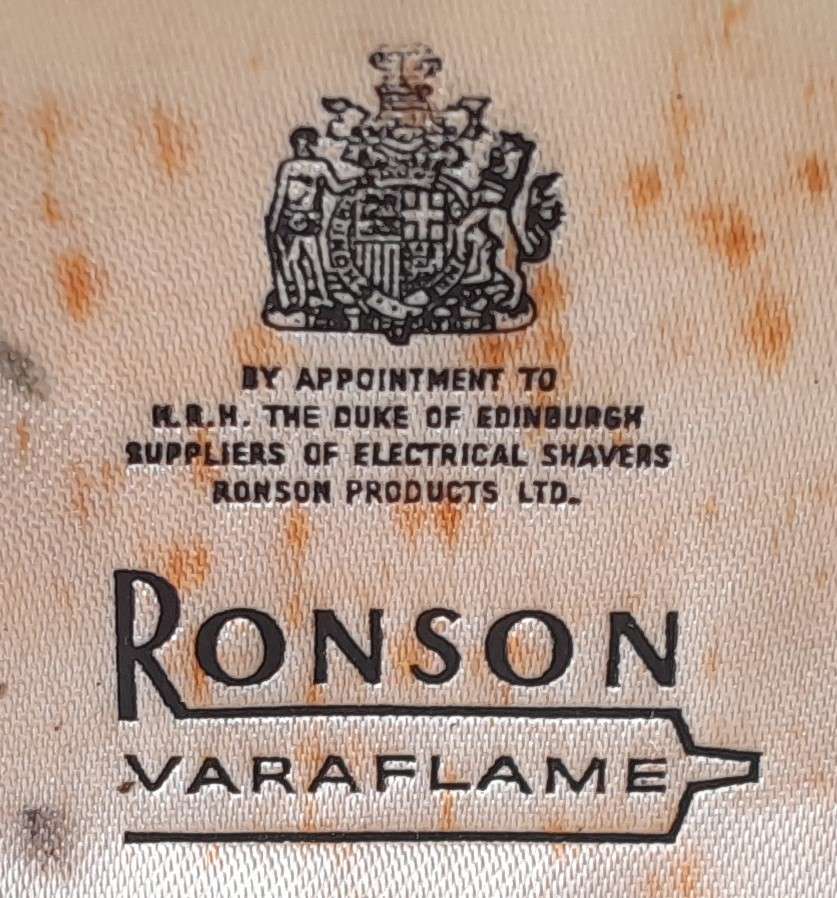 BY APPOINTMENT TO
H.R.H. THE DUKE OF EDINBURGH
SUPPLIERS OF ELECTRICAL SHAVERS
RONSON PRODUCTS LTD.
RONSON
VARAFLAME